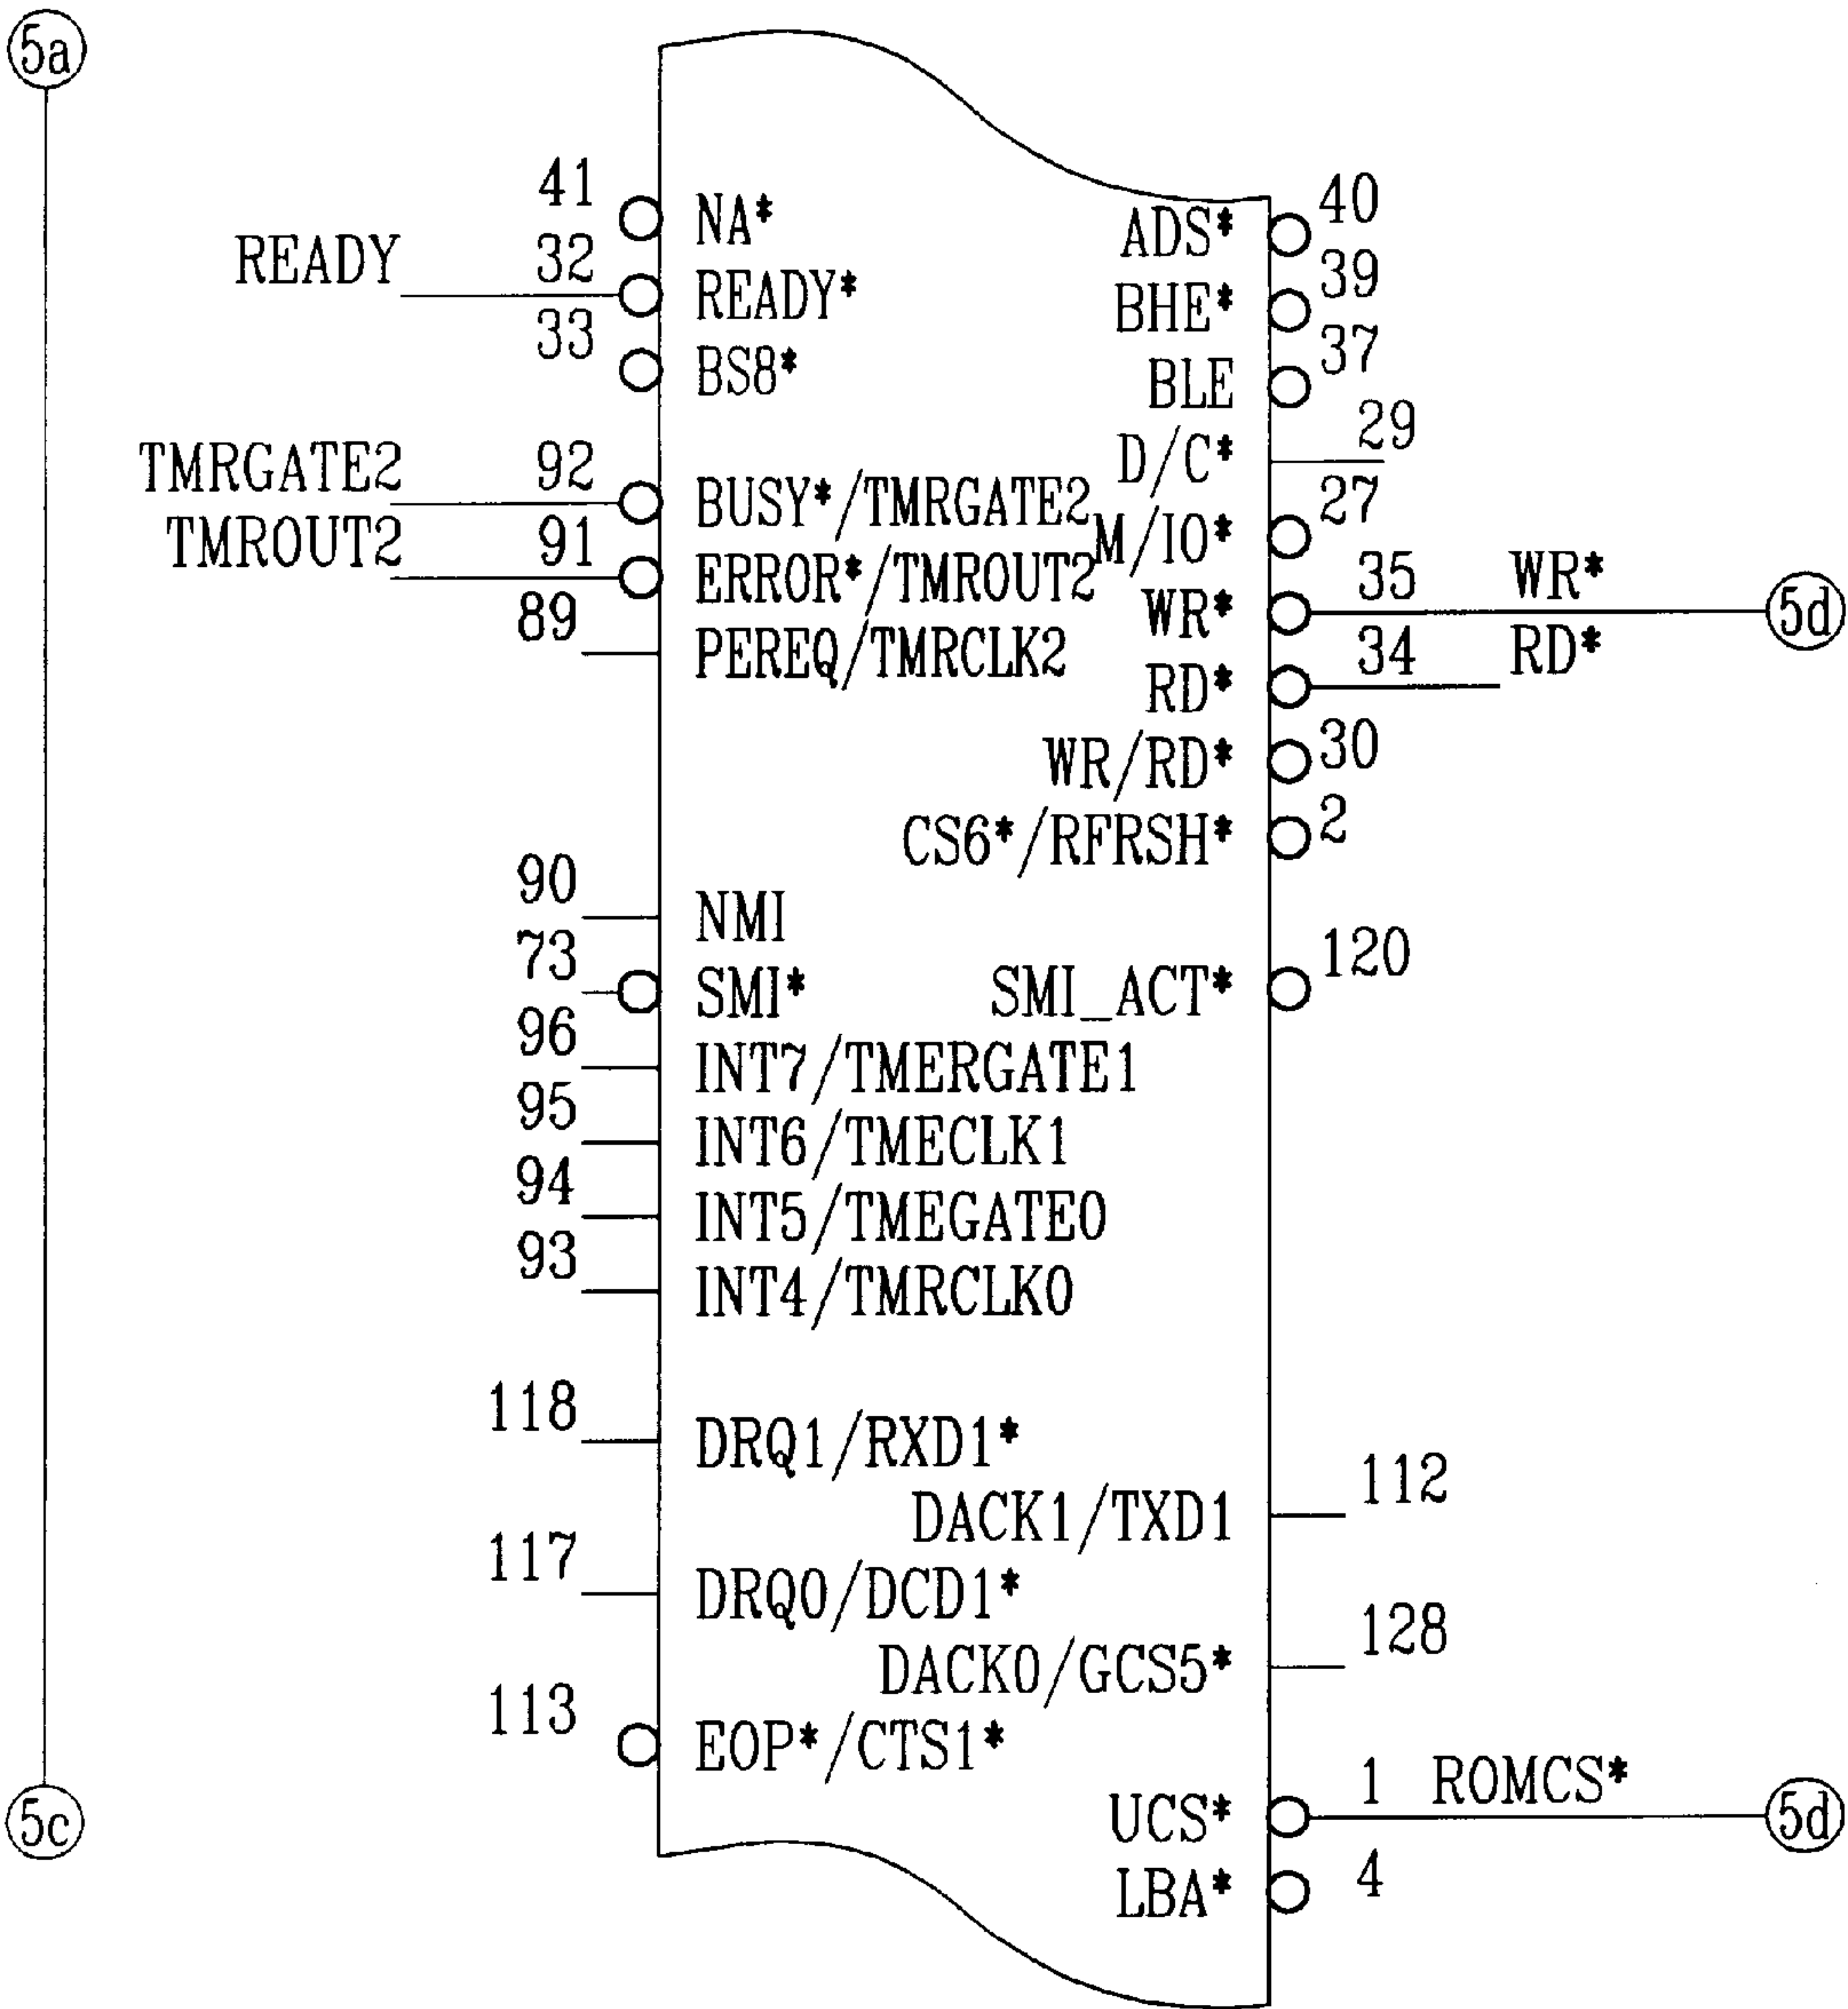 5a
41 NA* ADS* 40
READY 32 READY* BHE* 39
33 BS8* BLE 37
D/C* 29
TMRGATE2 92 BUSY*/TMRGATE2 M/IO* 27
TMROUT2 91 ERROR*/TMROUT2 WR* 35 WR* 5d
89 PEREQ/TMRCLK2 RD* 34 RD*
WR/RD* 30
CS6*/RFRSH* 2
90 NMI
73 SMI* SMI_ACT* 120
96 INT7/TMERGATE1
95 INT6/TMECLK1
94 INT5/TMEGATE0
93 INT4/TMRCLK0
118 DRQ1/RXD1*
DACK1/TXD1 112
117 DRQ0/DCD1*
DACK0/GCS5* 128
113 EOP*/CTS1*
5c UCS* 1 ROMCS* 5d
LBA* 4